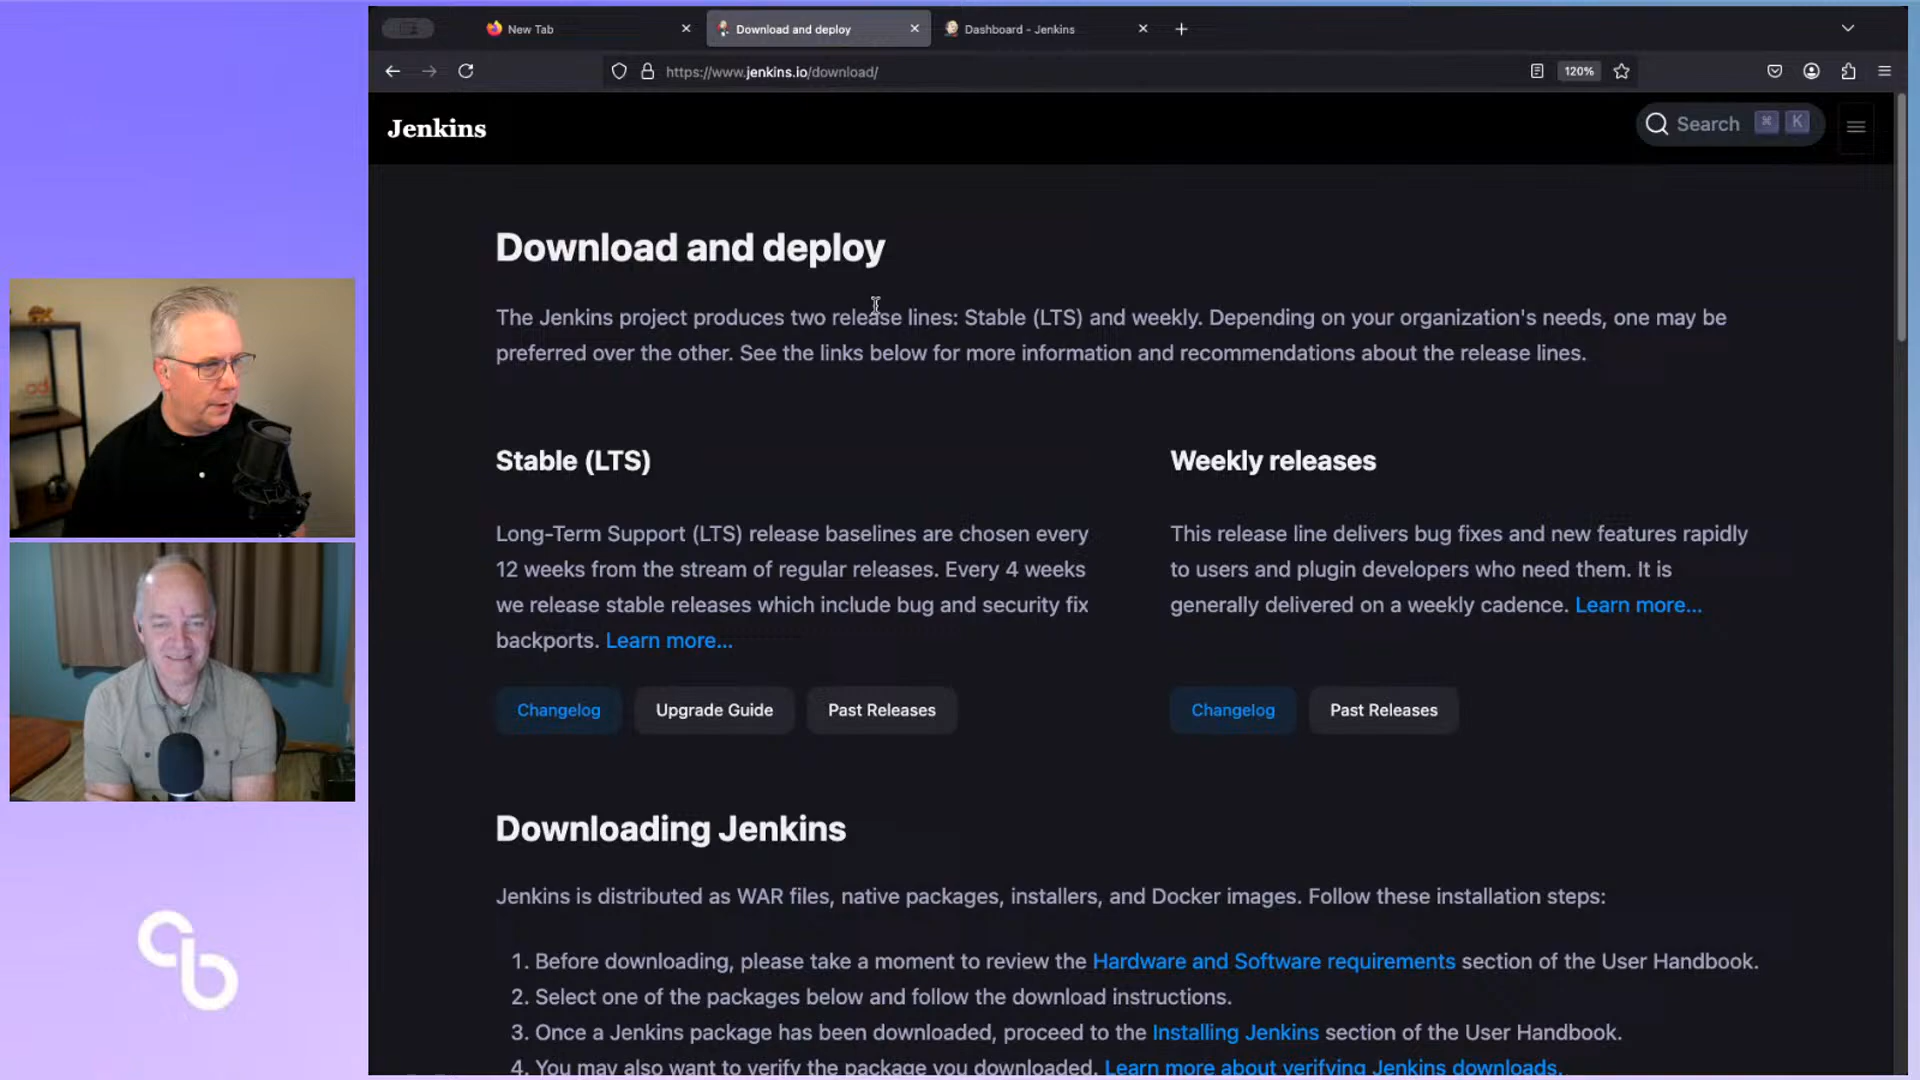 New Tab
Download and deploy
Dashboard - Jenkins
https://www.jenkins.io/download/
120%
Jenkins
Search ⌘ K
Download and deploy
The Jenkins project produces two release lines: Stable (LTS) and weekly. Depending on your organization's needs, one may be
preferred over the other. See the links below for more information and recommendations about the release lines.
Stable (LTS)
Long-Term Support (LTS) release baselines are chosen every
12 weeks from the stream of regular releases. Every 4 weeks
we release stable releases which include bug and security fix
backports. Learn more...
Changelog
Upgrade Guide
Past Releases
Weekly releases
This release line delivers bug fixes and new features rapidly
to users and plugin developers who need them. It is
generally delivered on a weekly cadence. Learn more...
Changelog
Past Releases
Downloading Jenkins
Jenkins is distributed as WAR files, native packages, installers, and Docker images. Follow these installation steps:
1. Before downloading, please take a moment to review the Hardware and Software requirements section of the User Handbook.
2. Select one of the packages below and follow the download instructions.
3. Once a Jenkins package has been downloaded, proceed to the Installing Jenkins section of the User Handbook.
4. You may also want to verify the package you downloaded. Learn more about verifying Jenkins downloads.